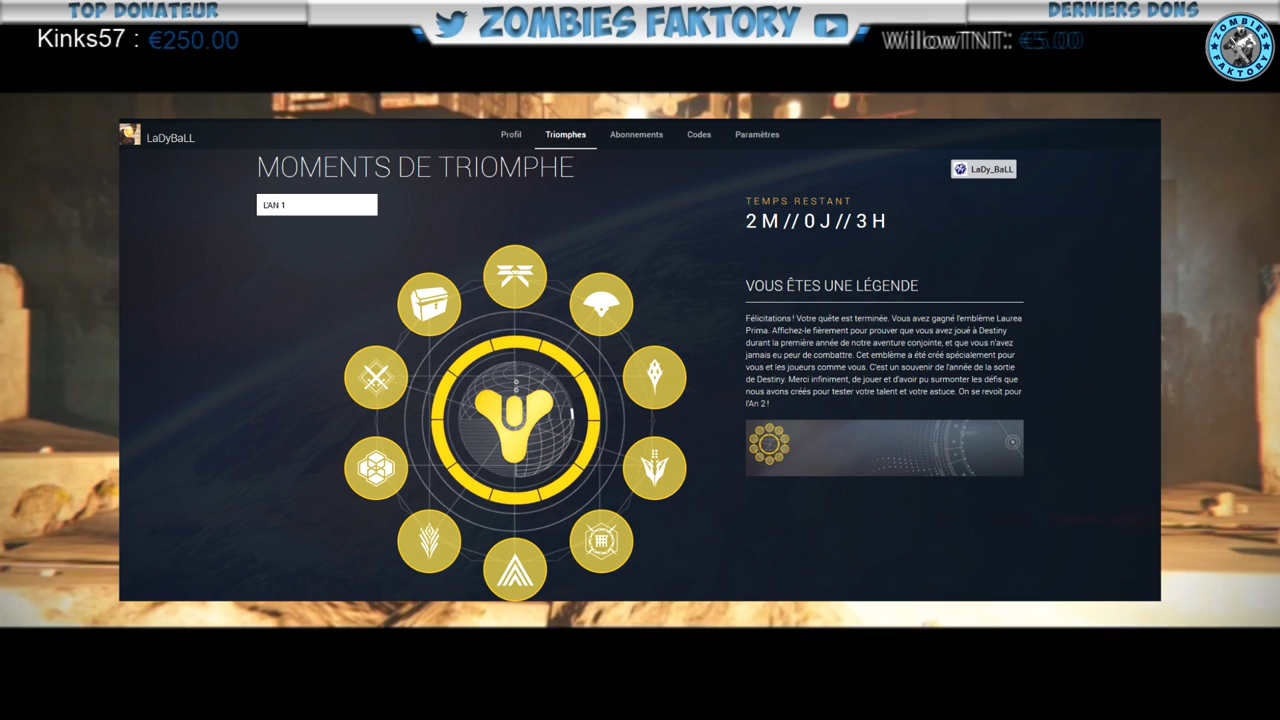 TOP DONATEUR
ZOMBIES FAKTORY
DERNIERS DONS
Kinks57 : €250.00
WillowTNT: €5.00
ZOMBIES
FAKTORY
LaDyBaLL
Profil
Triomphes
Abonnements
Codes
Paramètres
MOMENTS DE TRIOMPHE
LaDy_BaLL
L'AN 1
TEMPS RESTANT
2 M // 0 J // 3 H
VOUS ÊTES UNE LÉGENDE
Félicitations ! Votre quête est terminée. Vous avez gagné l'emblème Laurea
Prima. Affichez-le fièrement pour prouver que vous avez joué à Destiny
durant la première année de notre aventure conjointe, et que vous n'avez
jamais eu peur de combattre. Cet emblème a été créé spécialement pour
vous et les joueurs comme vous. C'est un souvenir de l'année de la sortie
de Destiny. Merci infiniment, de jouer et d'avoir pu surmonter les défis que
nous avons créés pour tester votre talent et votre astuce. On se revoit pour
l'An 2 !